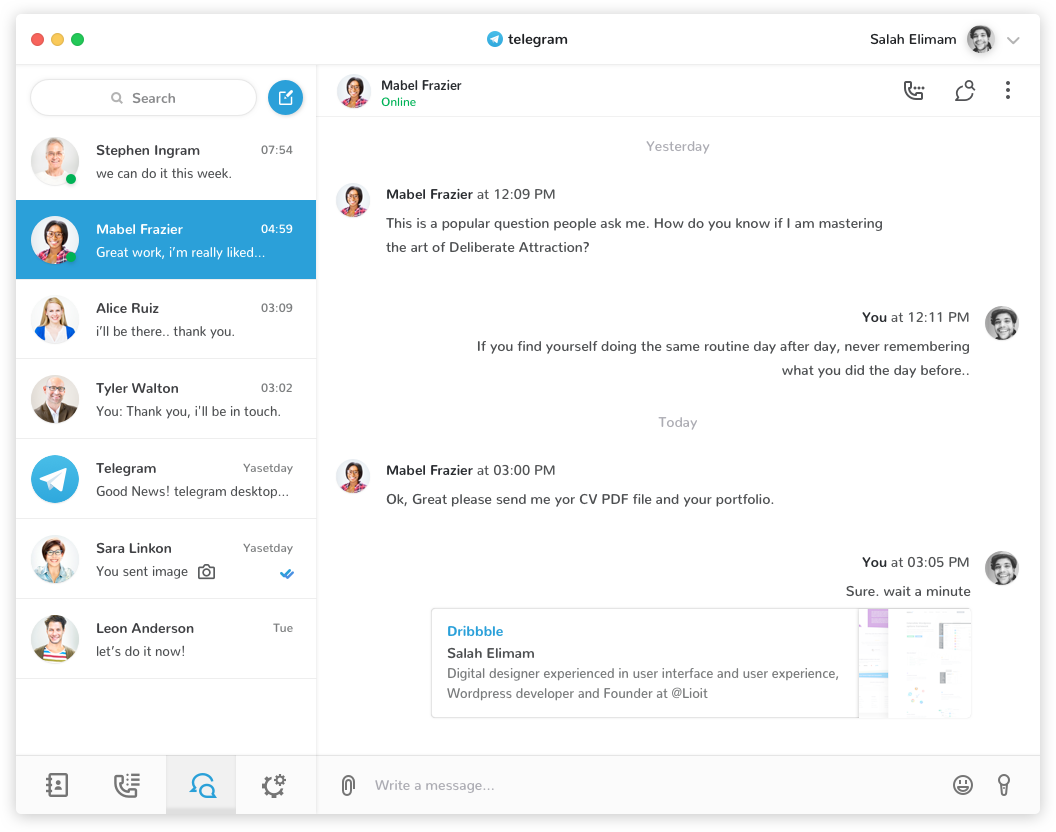 telegram
Salah Elimam
Search
Stephen Ingram 07:54
we can do it this week.
Mabel Frazier 04:59
Great work, i’m really liked...
Alice Ruiz 03:09
i’ll be there.. thank you.
Tyler Walton 03:02
You: Thank you, i'll be in touch.
Telegram Yasetday
Good News! telegram desktop...
Sara Linkon Yasetday
You sent image
Leon Anderson Tue
let’s do it now!
Mabel Frazier
Online
Yesterday
Mabel Frazier at 12:09 PM
This is a popular question people ask me. How do you know if I am mastering
the art of Deliberate Attraction?
You at 12:11 PM
If you find yourself doing the same routine day after day, never remembering
what you did the day before..
Today
Mabel Frazier at 03:00 PM
Ok, Great please send me yor CV PDF file and your portfolio.
You at 03:05 PM
Sure. wait a minute
Dribbble
Salah Elimam
Digital designer experienced in user interface and user experience,
Wordpress developer and Founder at @Lioit
Write a message...